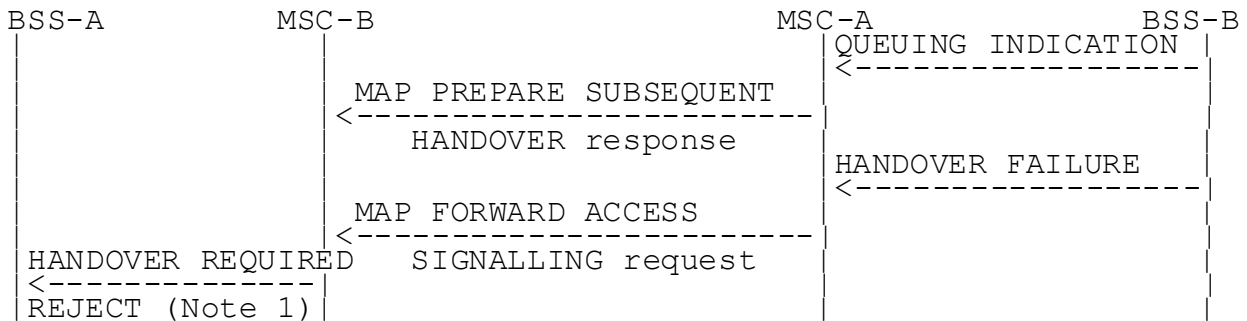 BSS-A MSC-B MSC-A BSS-B
QUEUING INDICATION
MAP PREPARE SUBSEQUENT
HANDOVER response
HANDOVER FAILURE
MAP FORWARD ACCESS
HANDOVER REQUIRED SIGNALLING request
REJECT (Note 1)